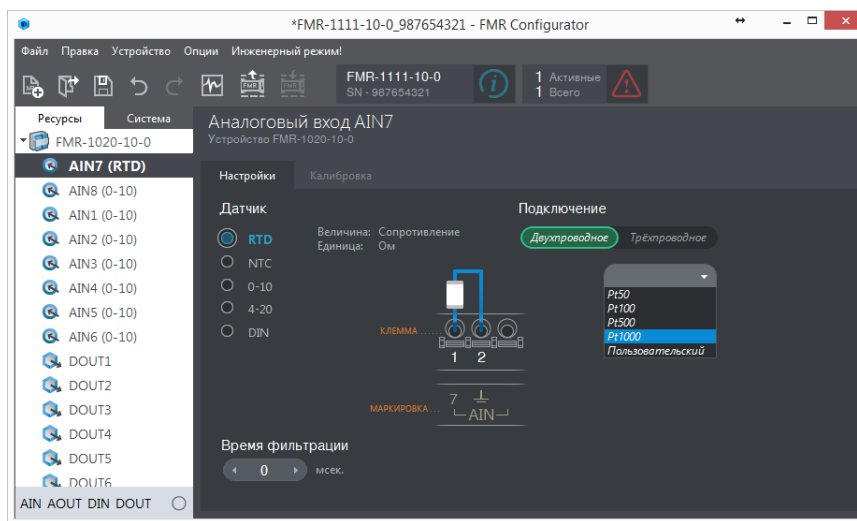 *FMR-1111-10-0_987654321 - FMR Configurator
Файл Правка Устройство Опции Инженерный режим!
FMR-1111-10-0
SN - 987654321
1 Активные
1 Всего
Ресурсы Система
FMR-1020-10-0
AIN7 (RTD)
AIN8 (0-10)
AIN1 (0-10)
AIN2 (0-10)
AIN3 (0-10)
AIN4 (0-10)
AIN5 (0-10)
AIN6 (0-10)
DOUT1
DOUT2
DOUT3
DOUT4
DOUT5
DOUT6
AIN AOUT DIN DOUT
Аналоговый вход AIN7
Устройство FMR-1020-10-0
Настройки Калибровка
Датчик
RTD
NTC
0-10
4-20
DIN
Величина: Сопротивление
Единица: Ом
Подключение
Двухпроводное Трёхпроводное
Pt50
Pt100
Pt500
Pt1000
Пользовательский
КЛЕММА ......
1 2
МАРКИРОВКА ...
7
AIN
Время фильтрации
0 мсек.